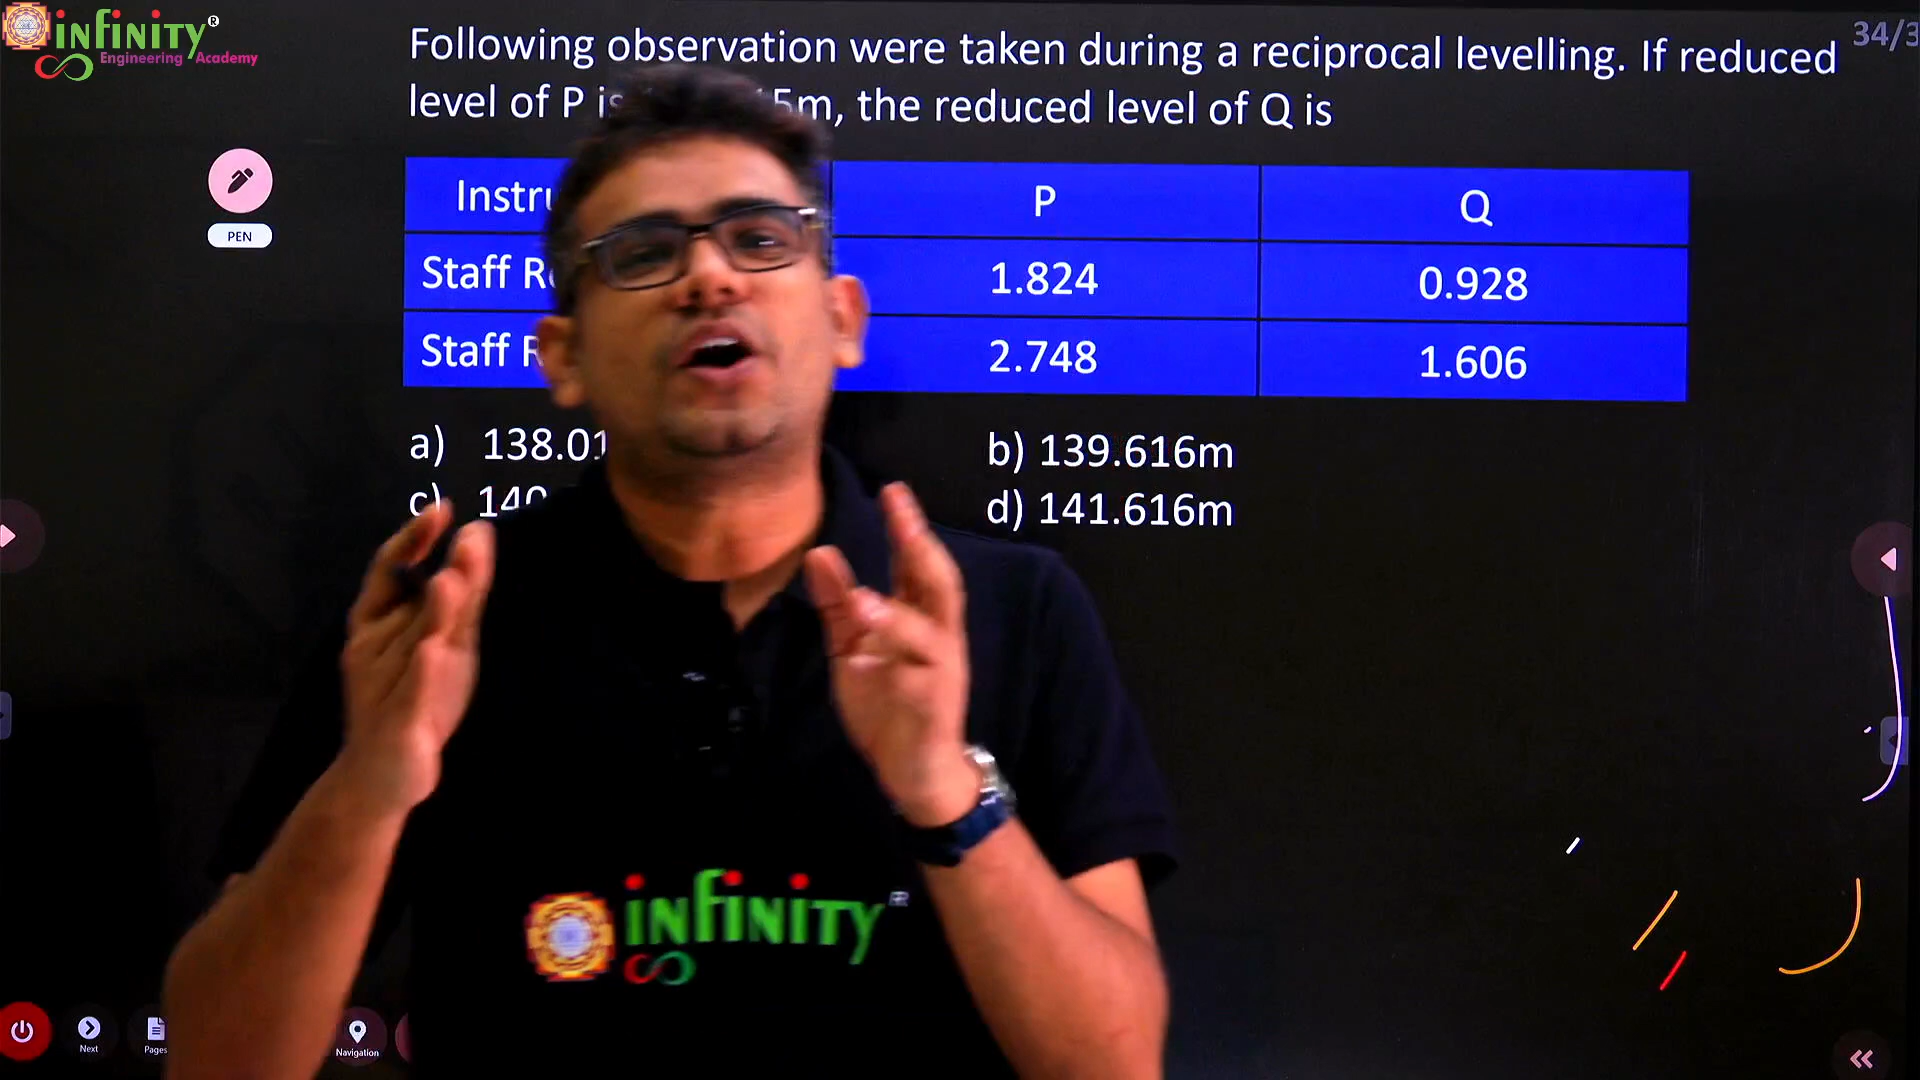 infinity®
Engineering Academy
34/3
Following observation were taken during a reciprocal levelling. If reduced
level of P is 5m, the reduced level of Q is
PEN
P Q
Staff 1.824 0.928
Staff 2.748 1.606
a) 138.01 b) 139.616m
c) 140 d) 141.616m
infinity
Next
Pages
Navigation